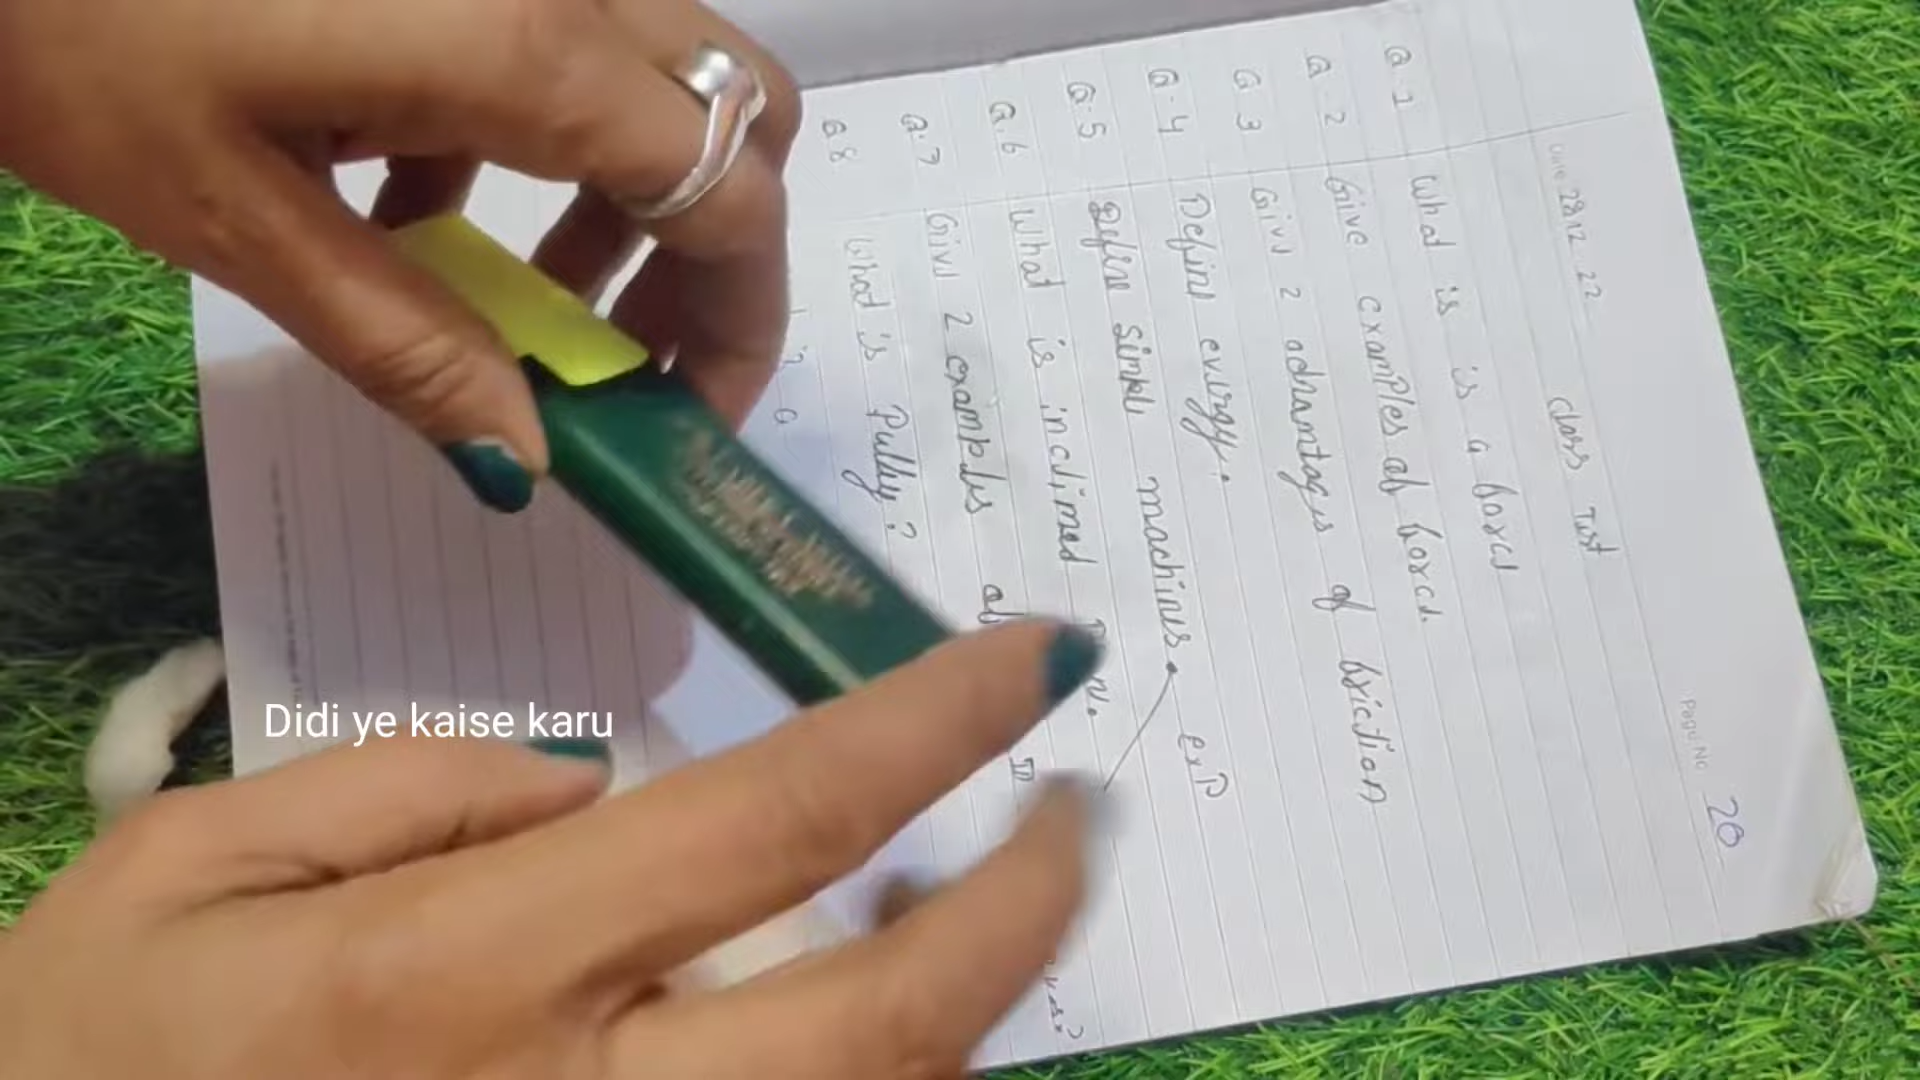 Page No 20
Date 28 12 22
Class Test
Q 1 What is is a force
Q. 2 Give examples of force.
Q 3 Give 2 advantages of friction
Q. 4 Define energy.
Q. 5 Define Simple machines. exp
Q. 6 What is inclined
Q. 7 Give 2 examples of
Q 8 What is Pully?
Didi ye kaise karu